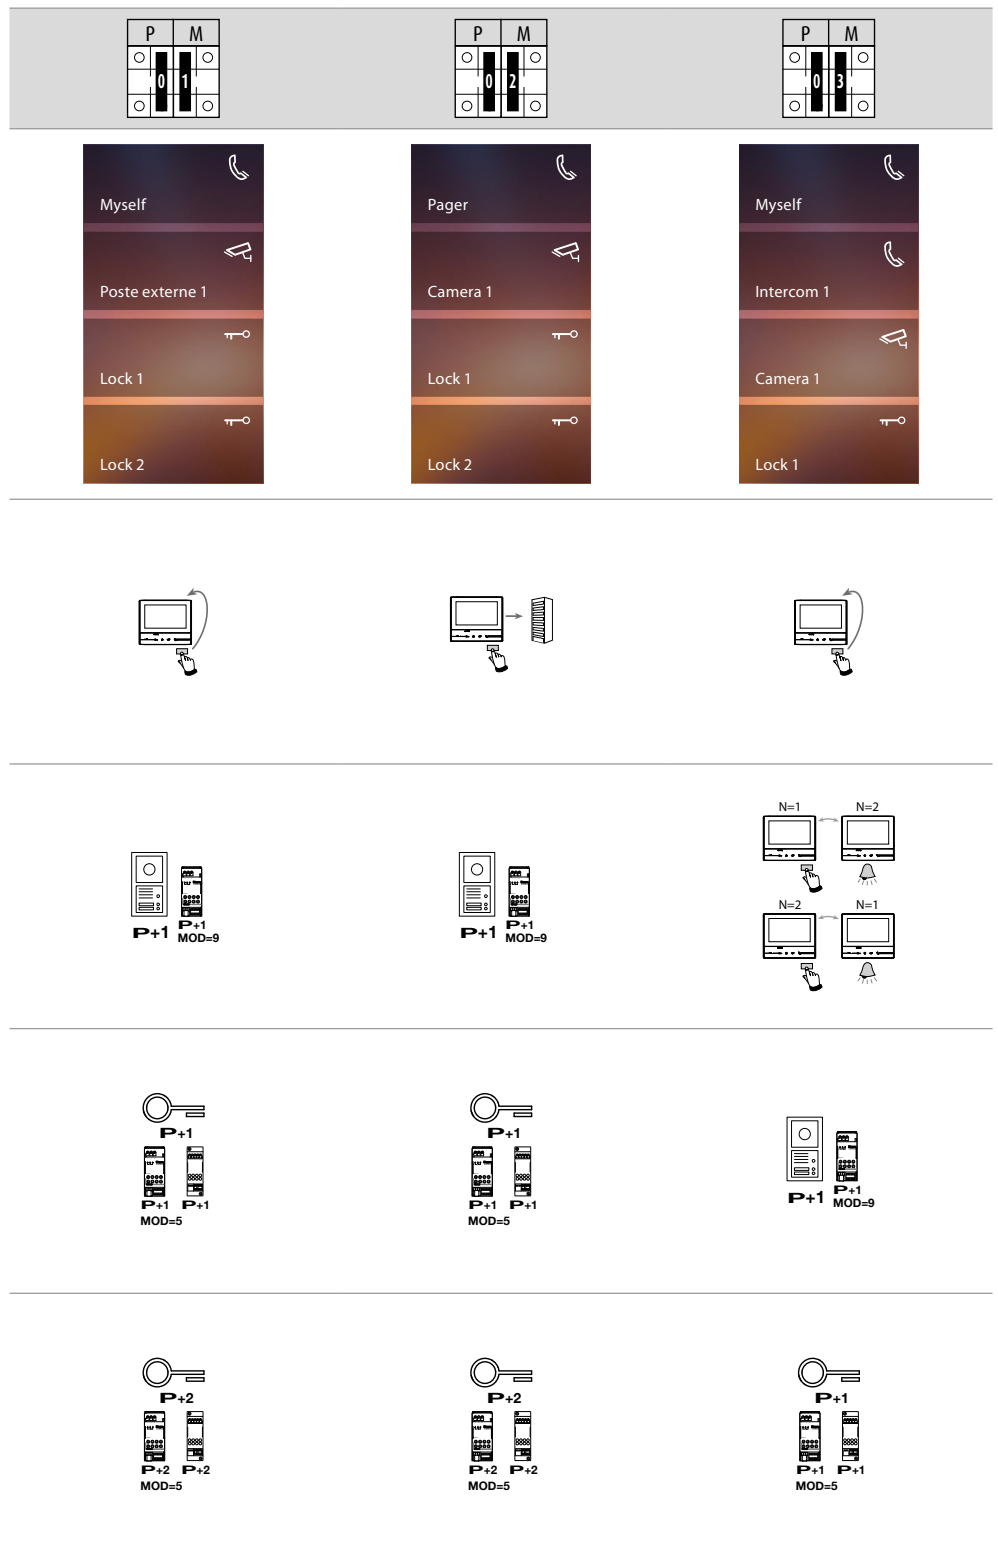 P M
0 1
P M
0 2
P M
0 3
Myself
Poste externe 1
Lock 1
Lock 2
Pager
Camera 1
Lock 1
Lock 2
Myself
Intercom 1
Camera 1
Lock 1
P+1
P+1
MOD=9
P+1
P+1
MOD=9
N=1 N=2
N=2 N=1
P+1
P+1 P+1
MOD=5
P+1
P+1 P+1
MOD=5
P+1
P+1
MOD=9
P+2
P+2 P+2
MOD=5
P+2
P+2 P+2
MOD=5
P+1
P+1 P+1
MOD=5